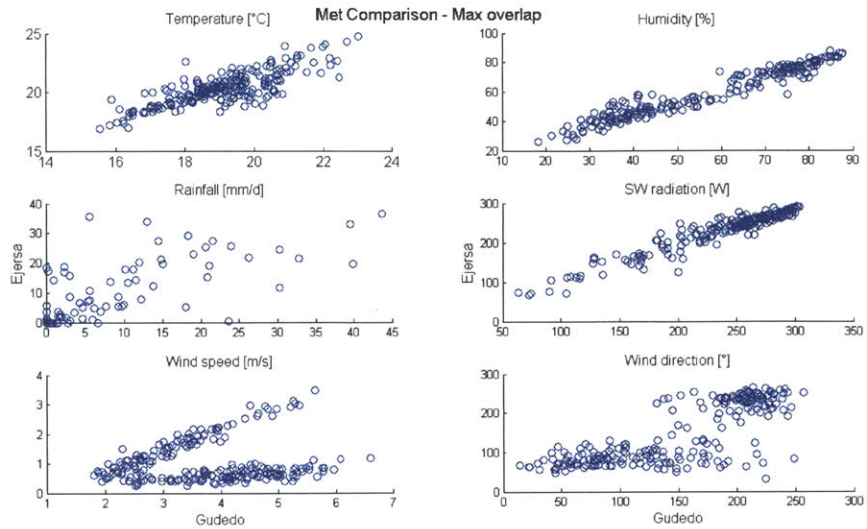 Met Comparison - Max overlap
Temperature [°C]
25
20
15
14 16 18 20 22 24
Humidity [%]
100
80
60
40
20
10 20 30 40 50 60 70 80 90
Rainfall [mm/d]
Ejersa
40
30
20
10
0
0 5 10 15 20 25 30 35 40 45
SW radiation [W]
Ejersa
300
200
100
0
50 100 150 200 250 300 350
Wind speed [m/s]
4
3
2
1
0
1 2 3 4 5 6 7
Gudedo
Wind direction [°]
300
200
100
0
0 50 100 150 200 250 300
Gudedo